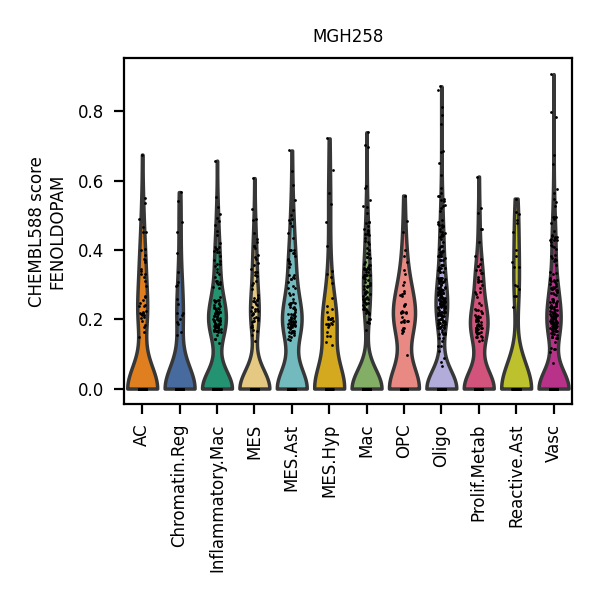 MGH258
CHEMBL588 score
FENOLDOPAM
0.8
0.6
0.4
0.2
0.0
AC
Chromatin.Reg
Inflammatory.Mac
MES
MES.Ast
MES.Hyp
Mac
OPC
Oligo
Prolif.Metab
Reactive.Ast
Vasc